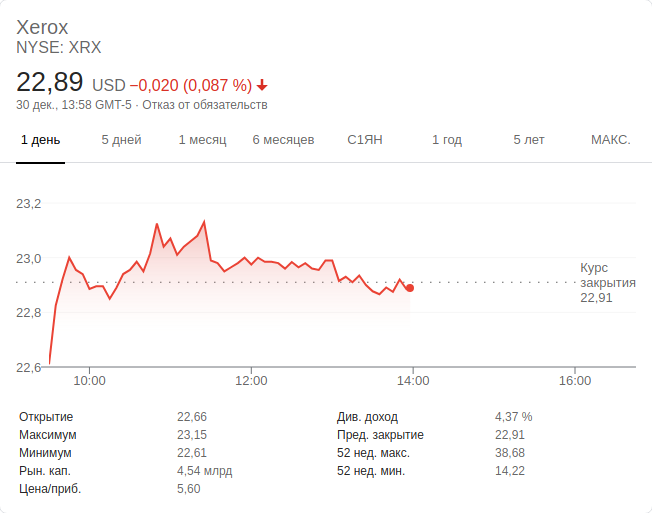 Xerox
NYSE: XRX
22,89 USD −0,020 (0,087 %)
30 дек., 13:58 GMT-5 · Отказ от обязательств
1 день 5 дней 1 месяц 6 месяцев С1ЯН 1 год 5 лет МАКС.
23,2
23,0
22,8
22,6
Курс
закрытия
22,91
10:00 12:00 14:00 16:00
Открытие 22,66 Див. доход 4,37 %
Максимум 23,15 Пред. закрытие 22,91
Минимум 22,61 52 нед. макс. 38,68
Рын. кап. 4,54 млрд 52 нед. мин. 14,22
Цена/приб. 5,60